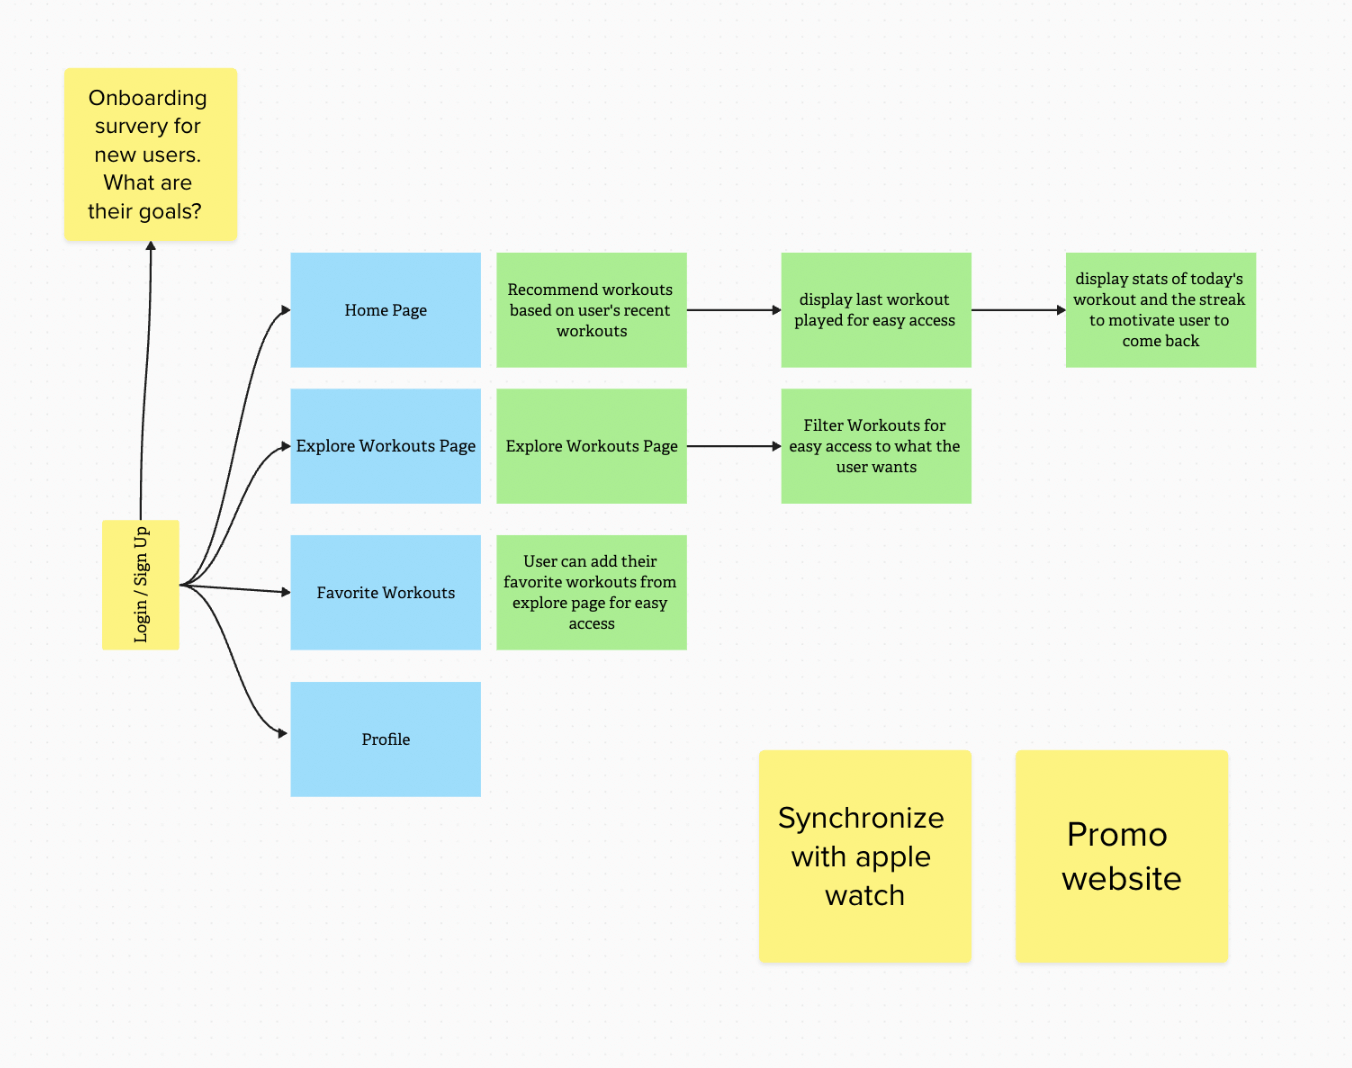 Onboarding
survery for
new users.
What are
their goals?
Home Page
Recommend workouts
based on user's recent
workouts
display last workout
played for easy access
display stats of today's
workout and the streak
to motivate user to
come back
Explore Workouts Page
Explore Workouts Page
Filter Workouts for
easy access to what the
user wants
Login / Sign Up
Favorite Workouts
User can add their
favorite workouts from
explore page for easy
access
Profile
Synchronize
with apple
watch
Promo
website